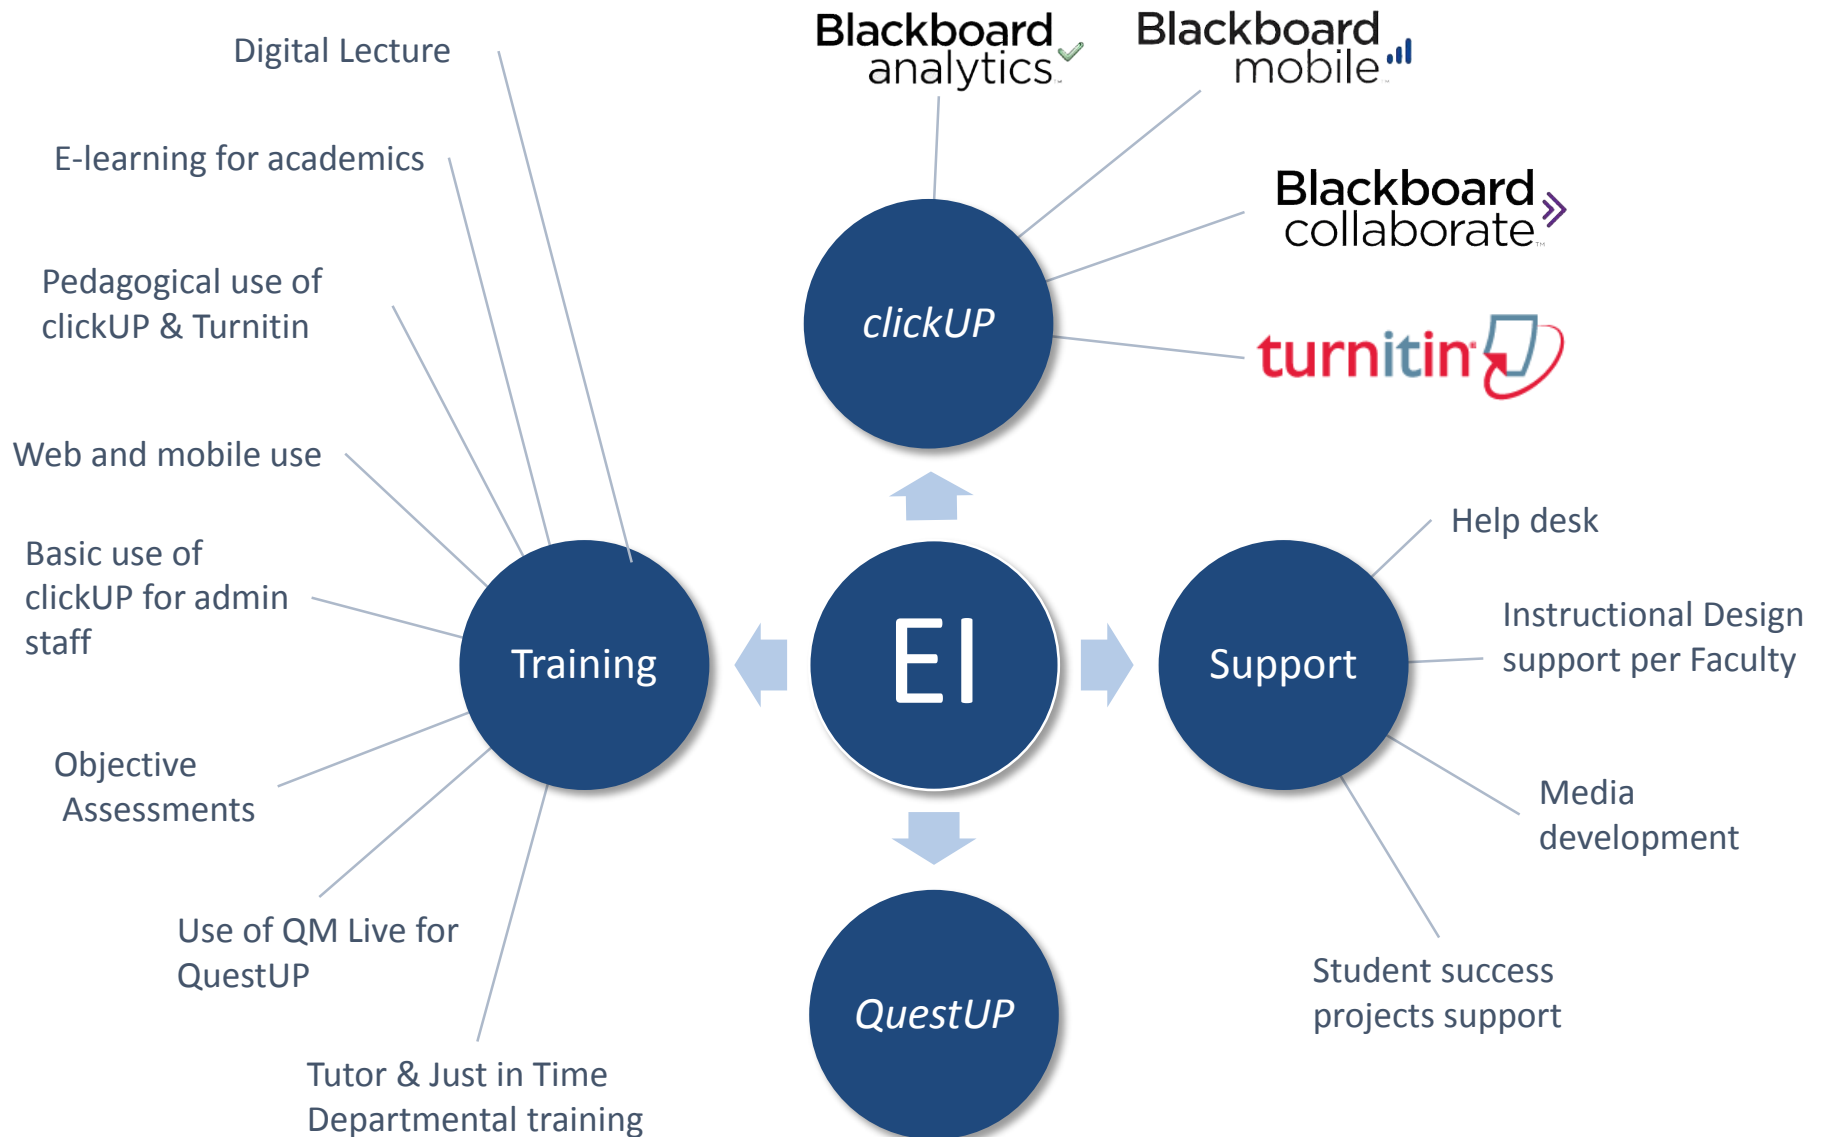 Digital Lecture
E-learning for academics
Pedagogical use of
clickUP & Turnitin
Web and mobile use
Basic use of
clickUP for admin
staff
Objective
Assessments
Use of QM Live for
QuestUP
Tutor & Just in Time
Departmental training
Training
Blackboard
analytics
Blackboard
mobile
Blackboard
collaborate™
turnitin
clickUP
EI
QuestUP
Support
Help desk
Instructional Design
support per Faculty
Media
development
Student success
projects support